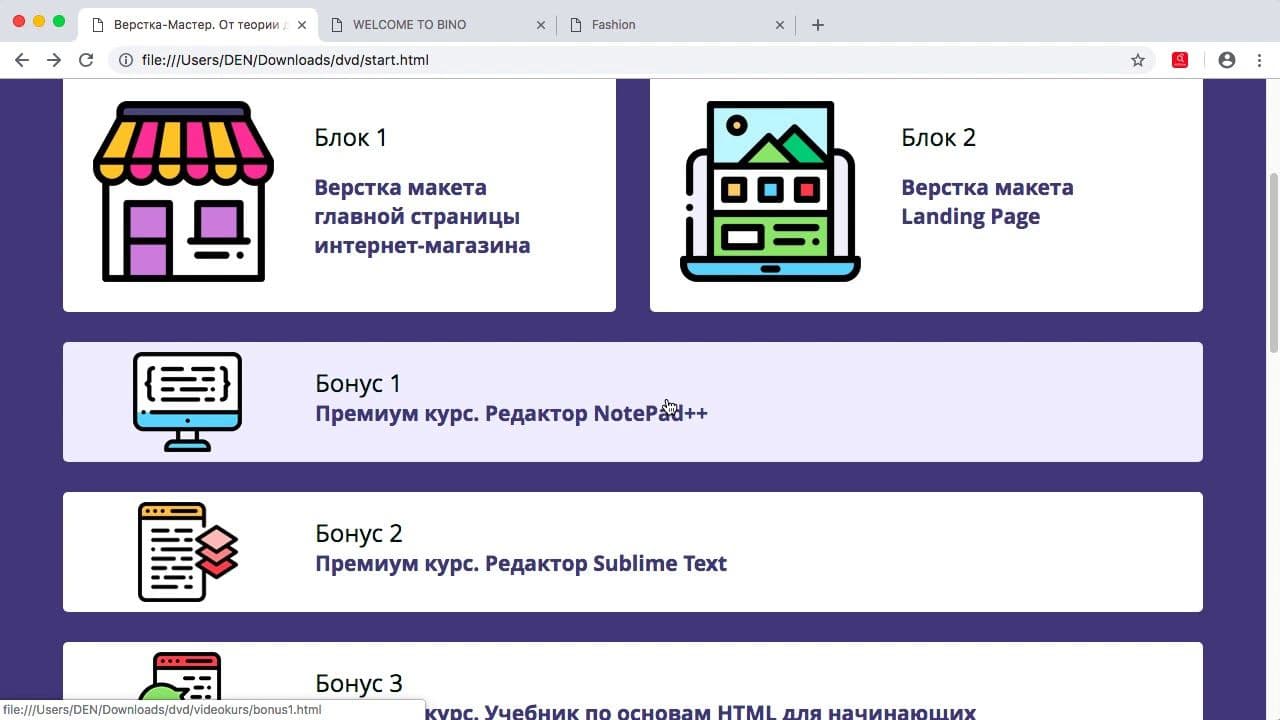 Верстка-Мастер. От теории
WELCOME TO BINO
Fashion
file:///Users/DEN/Downloads/dvd/start.html
Блок 1
Верстка макета
главной страницы
интернет-магазина
Блок 2
Верстка макета
Landing Page
Бонус 1
Премиум курс. Редактор NotePad++
Бонус 2
Премиум курс. Редактор Sublime Text
Бонус 3
курс. Учебник по основам HTML для начинающих
file:///Users/DEN/Downloads/dvd/videokurs/bonus1.html